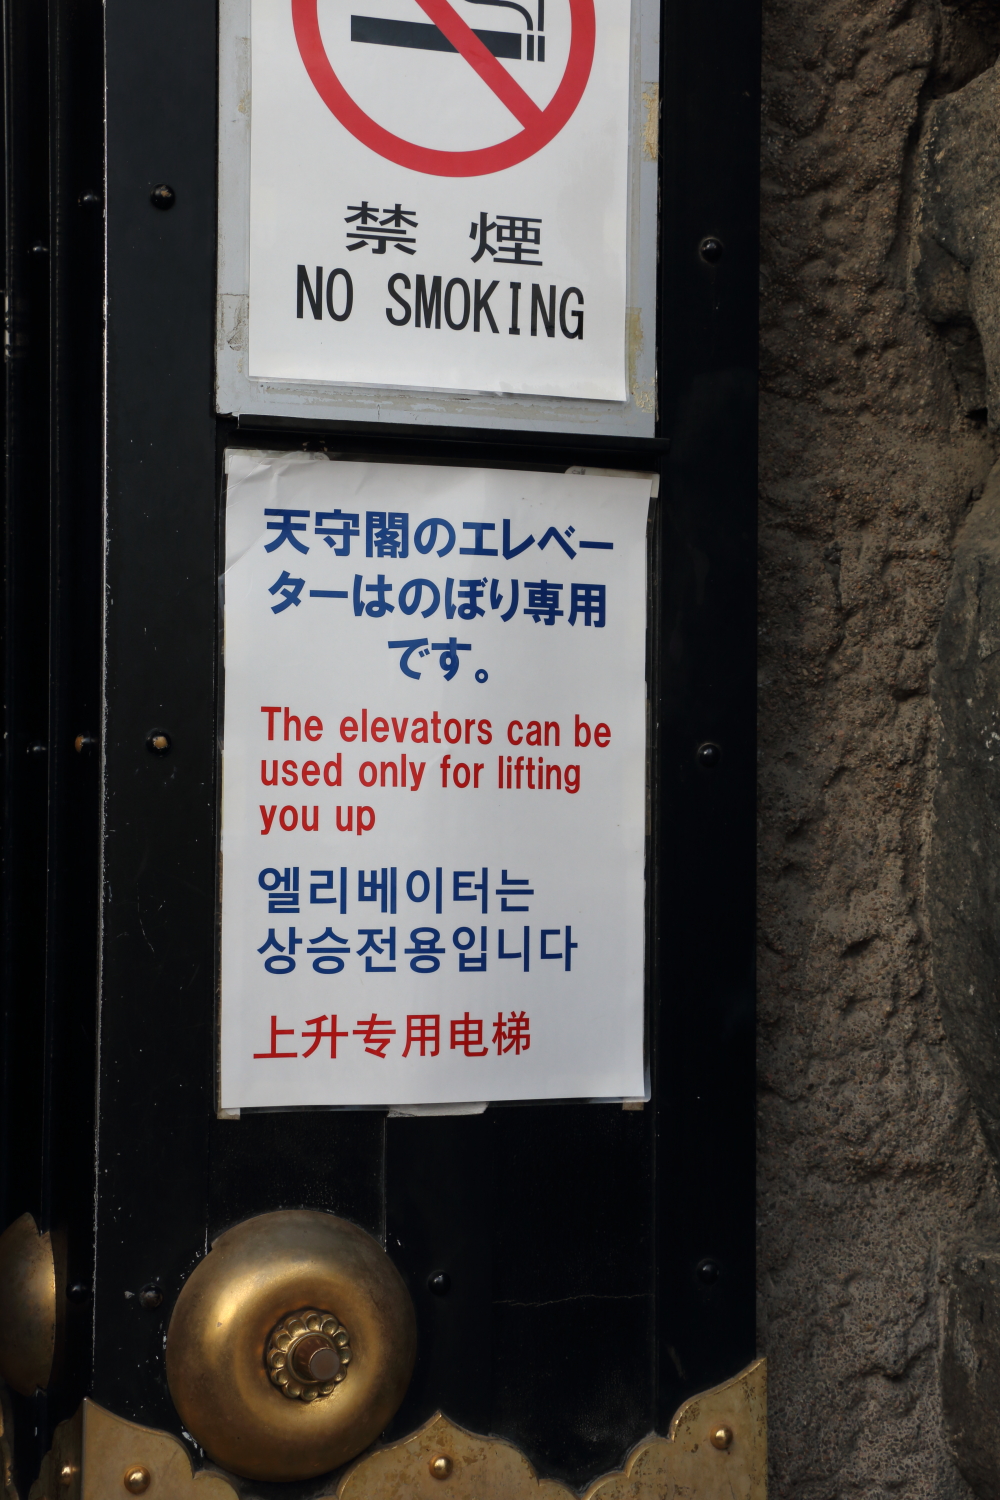 禁煙
NO SMOKING
天守閣のエレベー
ターはのぼり専用
です。
The elevators can be
used only for lifting
you up
엘리베이터는
상승전용입니다
上升专用电梯